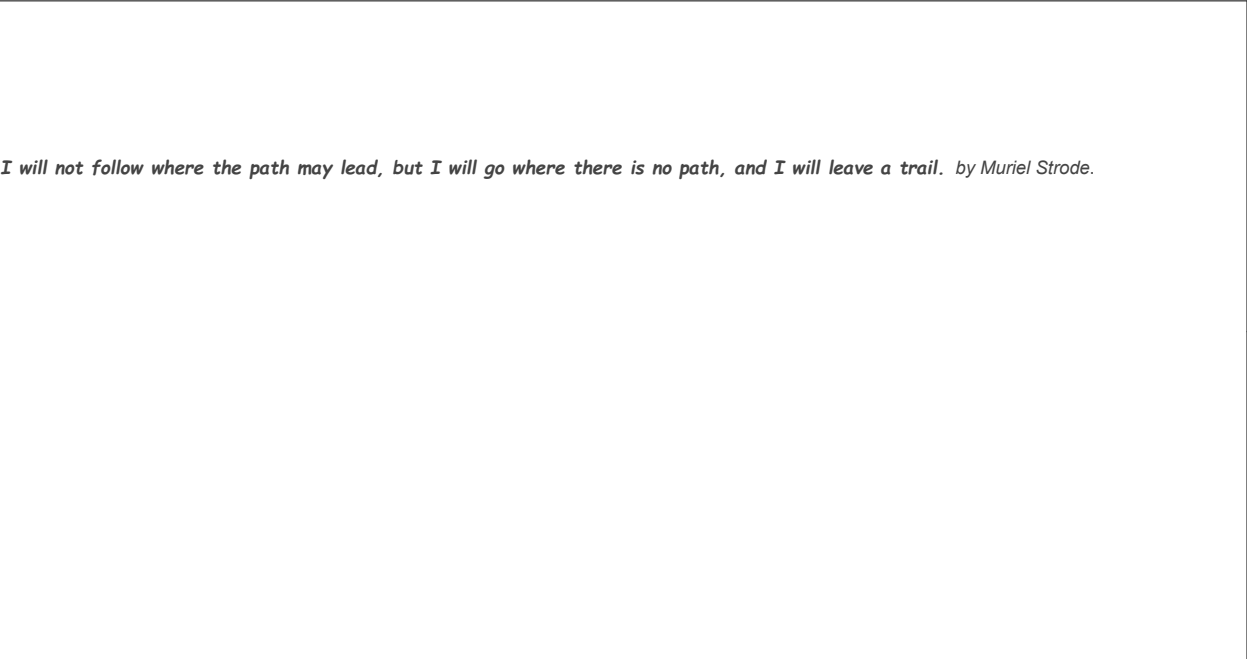 I will not follow where the path may lead, but I will go where there is no path, and I will leave a trail. by Muriel Strode.